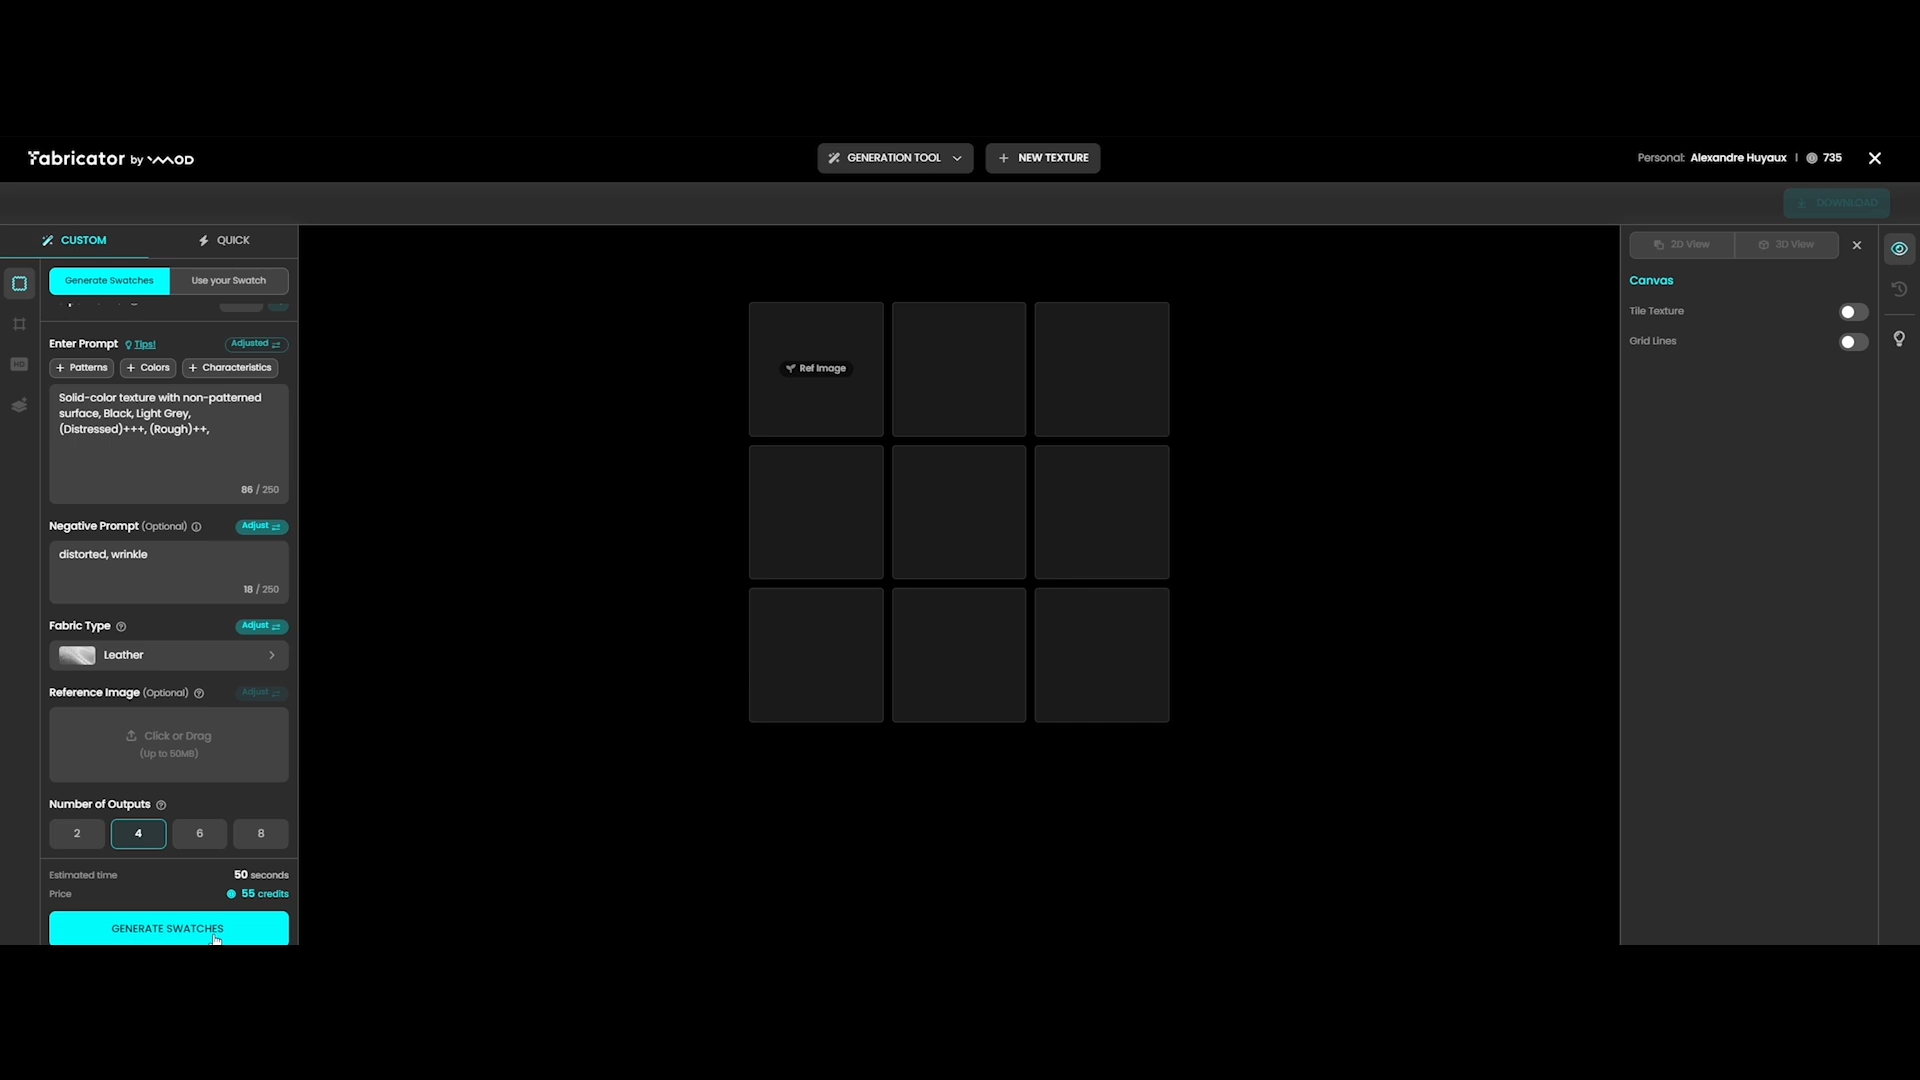 Fabricator by MOD
GENERATION TOOL
NEW TEXTURE
Personal: Alexandre Huyaux | 735
DOWNLOAD
CUSTOM
QUICK
Generate Swatches
Use your Swatch
Enter Prompt Tips!
Adjusted
+ Patterns
+ Colors
+ Characteristics
Solid-color texture with non-patterned
surface, Black, Light Grey,
(Distressed)+++, (Rough)++,
86 / 250
Negative Prompt (Optional)
Adjust
distorted, wrinkle
18 / 250
Fabric Type
Adjust
Leather
Reference Image (Optional)
Adjust
Click or Drag
(Up to 50MB)
Number of Outputs
2
4
6
8
Estimated time
50 seconds
Price
55 credits
GENERATE SWATCHES
HD
Ref Image
2D View
3D View
Canvas
Tile Texture
Grid Lines